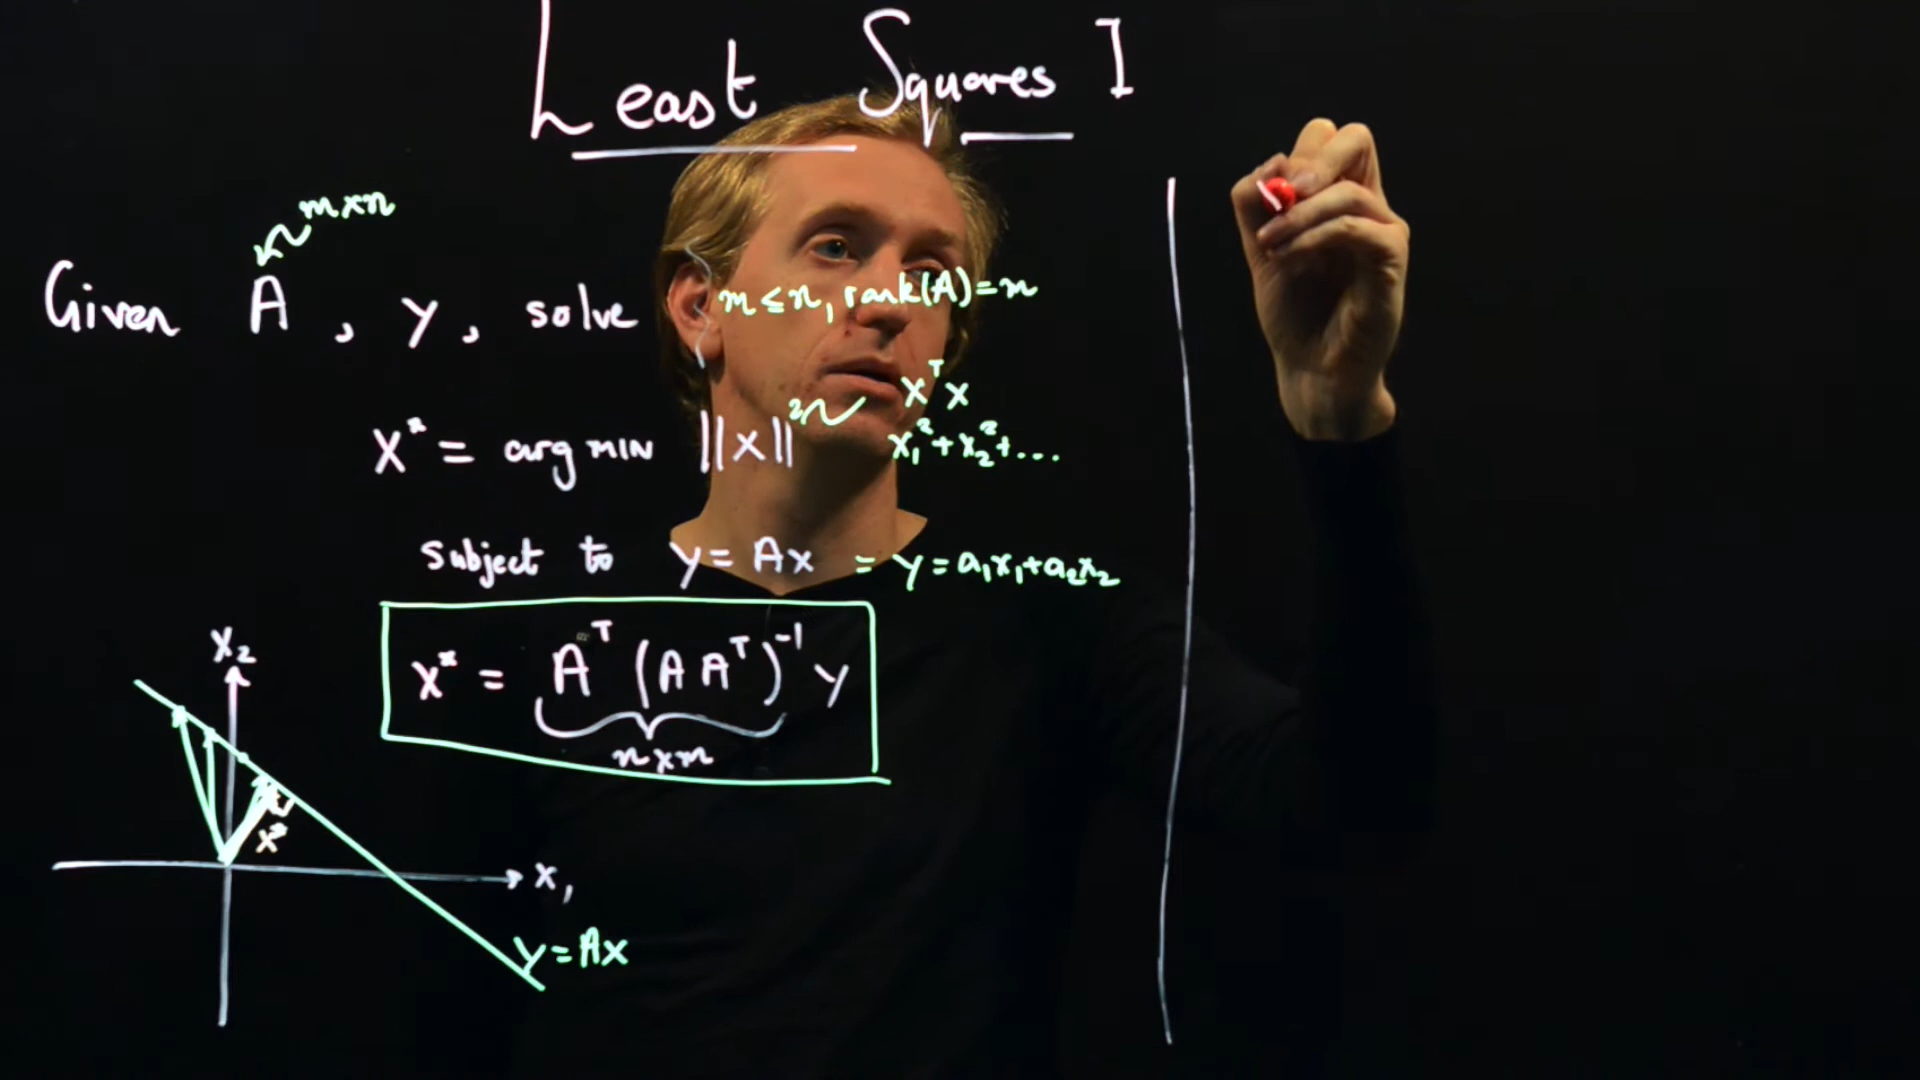 Least Squares I
m×n
Given A, y, solve m≤n, rank(A)=m
x* = arg MIN ||x||²
xᵀx
x₁²+x₂²+...
subject to y=Ax = y=a₁x₁+a₂x₂
x* = Aᵀ(AAᵀ)⁻¹y
n×m
x₂
x*
x₁
y=Ax